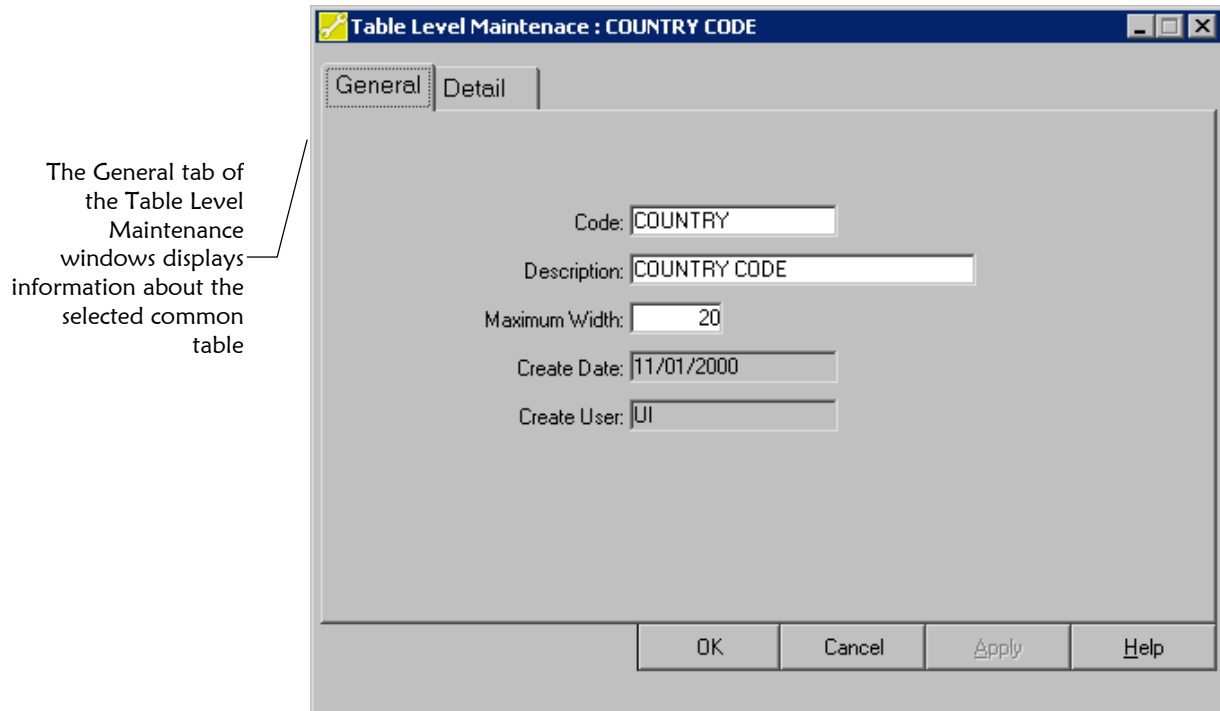 Table Level Maintenace : COUNTRY CODE
General Detail
The General tab of
the Table Level
Maintenance
windows displays
information about the
selected common
table
Code: COUNTRY
Description: COUNTRY CODE
Maximum Width: 20
Create Date: 11/01/2000
Create User: UI
OK Cancel Apply Help